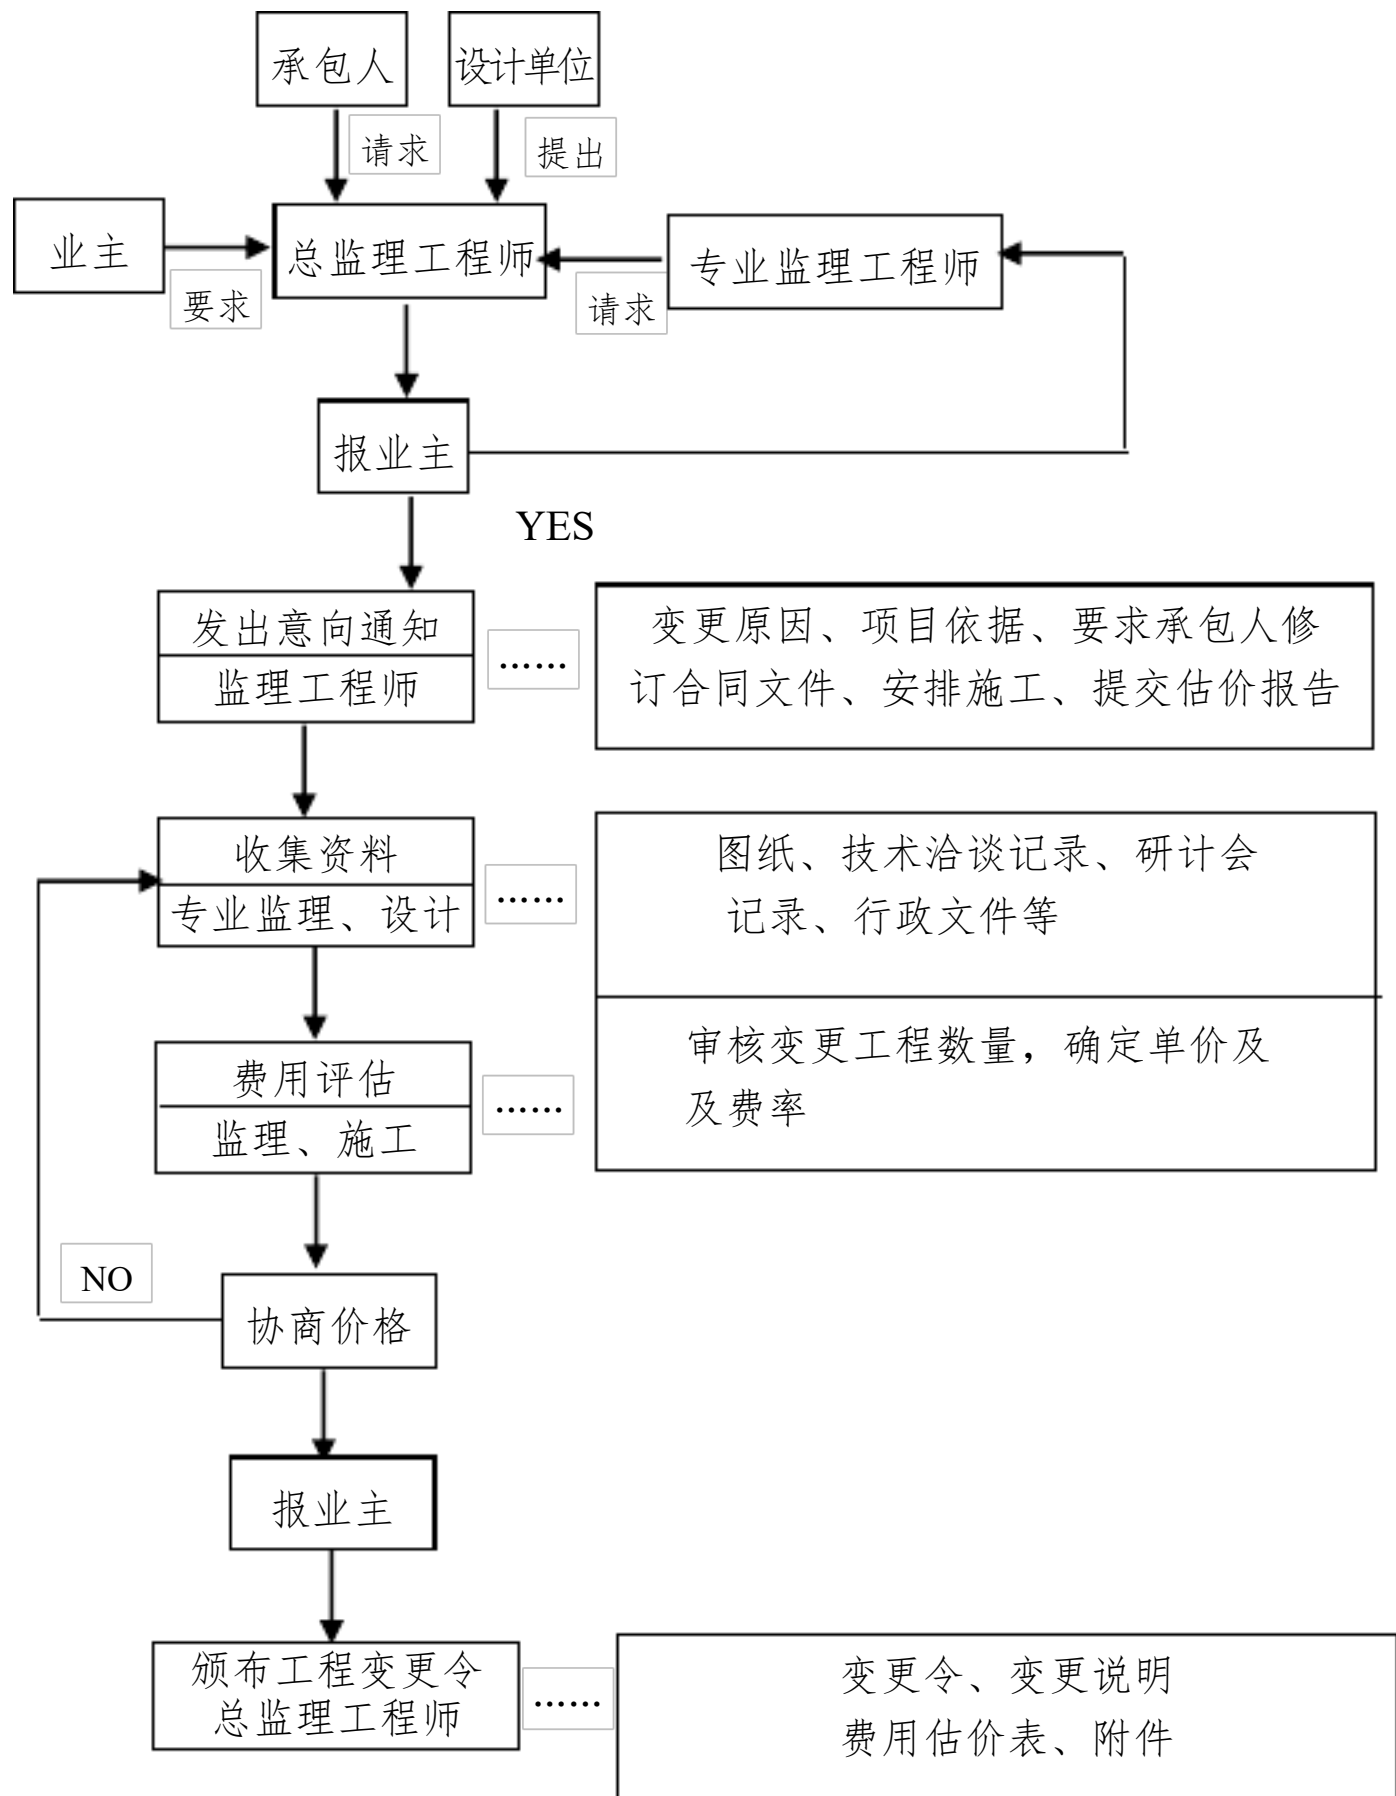 承包人
设计单位
请求
提出
业主
总监理工程师
专业监理工程师
要求
请求
报业主
YES
发出意向通知
监理工程师
……
变更原因、项目依据、要求承包人修
订合同文件、安排施工、提交估价报告
收集资料
专业监理、设计
……
图纸、技术洽谈记录、研计会
记录、行政文件等
费用评估
监理、施工
……
审核变更工程数量，确定单价及
及费率
NO
协商价格
报业主
颁布工程变更令
总监理工程师
……
变更令、变更说明
费用估价表、附件